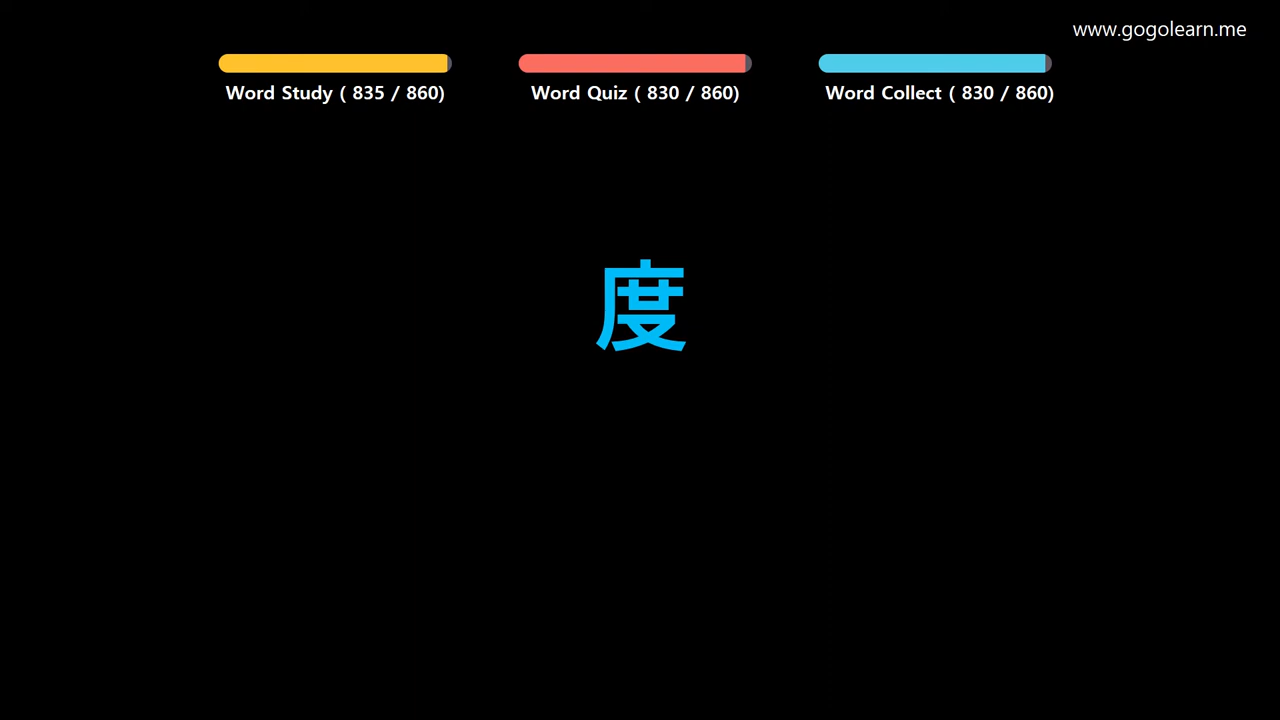 www.gogolearn.me
Word Study ( 835 / 860)
Word Quiz ( 830 / 860)
Word Collect ( 830 / 860)
度